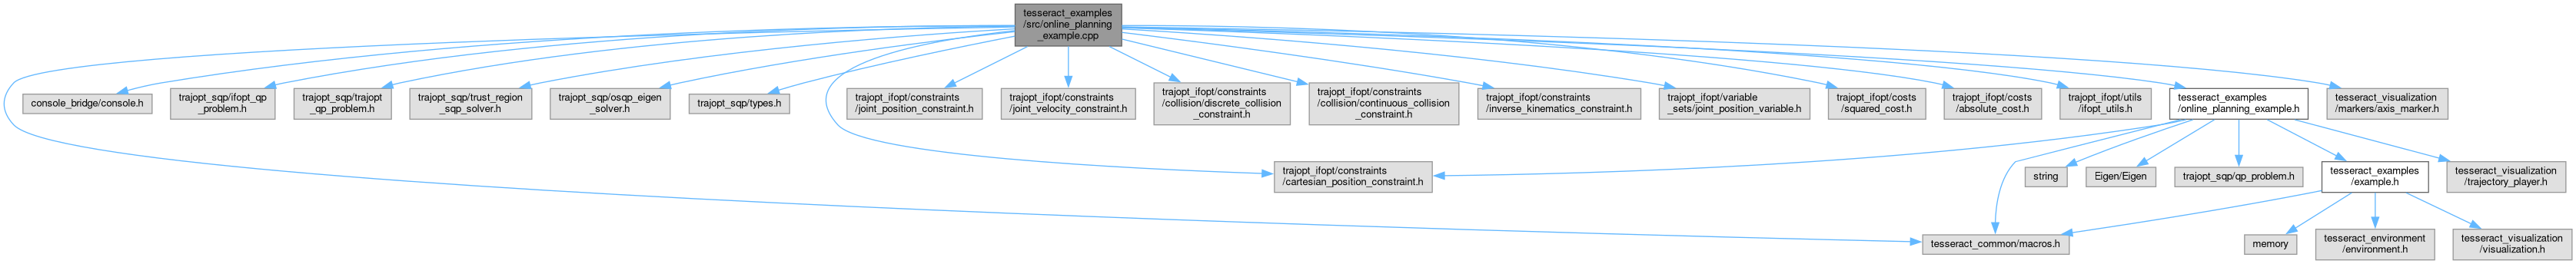 tesseract_examples
/src/online_planning
_example.cpp
console_bridge/console.h
trajopt_sqp/ifopt_qp
_problem.h
trajopt_sqp/trajopt
_qp_problem.h
trajopt_sqp/trust_region
_sqp_solver.h
trajopt_sqp/osqp_eigen
_solver.h
trajopt_sqp/types.h
trajopt_ifopt/constraints
/joint_position_constraint.h
trajopt_ifopt/constraints
/joint_velocity_constraint.h
trajopt_ifopt/constraints
/collision/discrete_collision
_constraint.h
trajopt_ifopt/constraints
/collision/continuous_collision
_constraint.h
trajopt_ifopt/constraints
/inverse_kinematics_constraint.h
trajopt_ifopt/variable
_sets/joint_position_variable.h
trajopt_ifopt/costs
/squared_cost.h
trajopt_ifopt/costs
/absolute_cost.h
trajopt_ifopt/utils
/ifopt_utils.h
tesseract_examples
/online_planning_example.h
tesseract_visualization
/markers/axis_marker.h
trajopt_ifopt/constraints
/cartesian_position_constraint.h
string
Eigen/Eigen
trajopt_sqp/qp_problem.h
tesseract_examples
/example.h
tesseract_visualization
/trajectory_player.h
tesseract_common/macros.h
memory
tesseract_environment
/environment.h
tesseract_visualization
/visualization.h